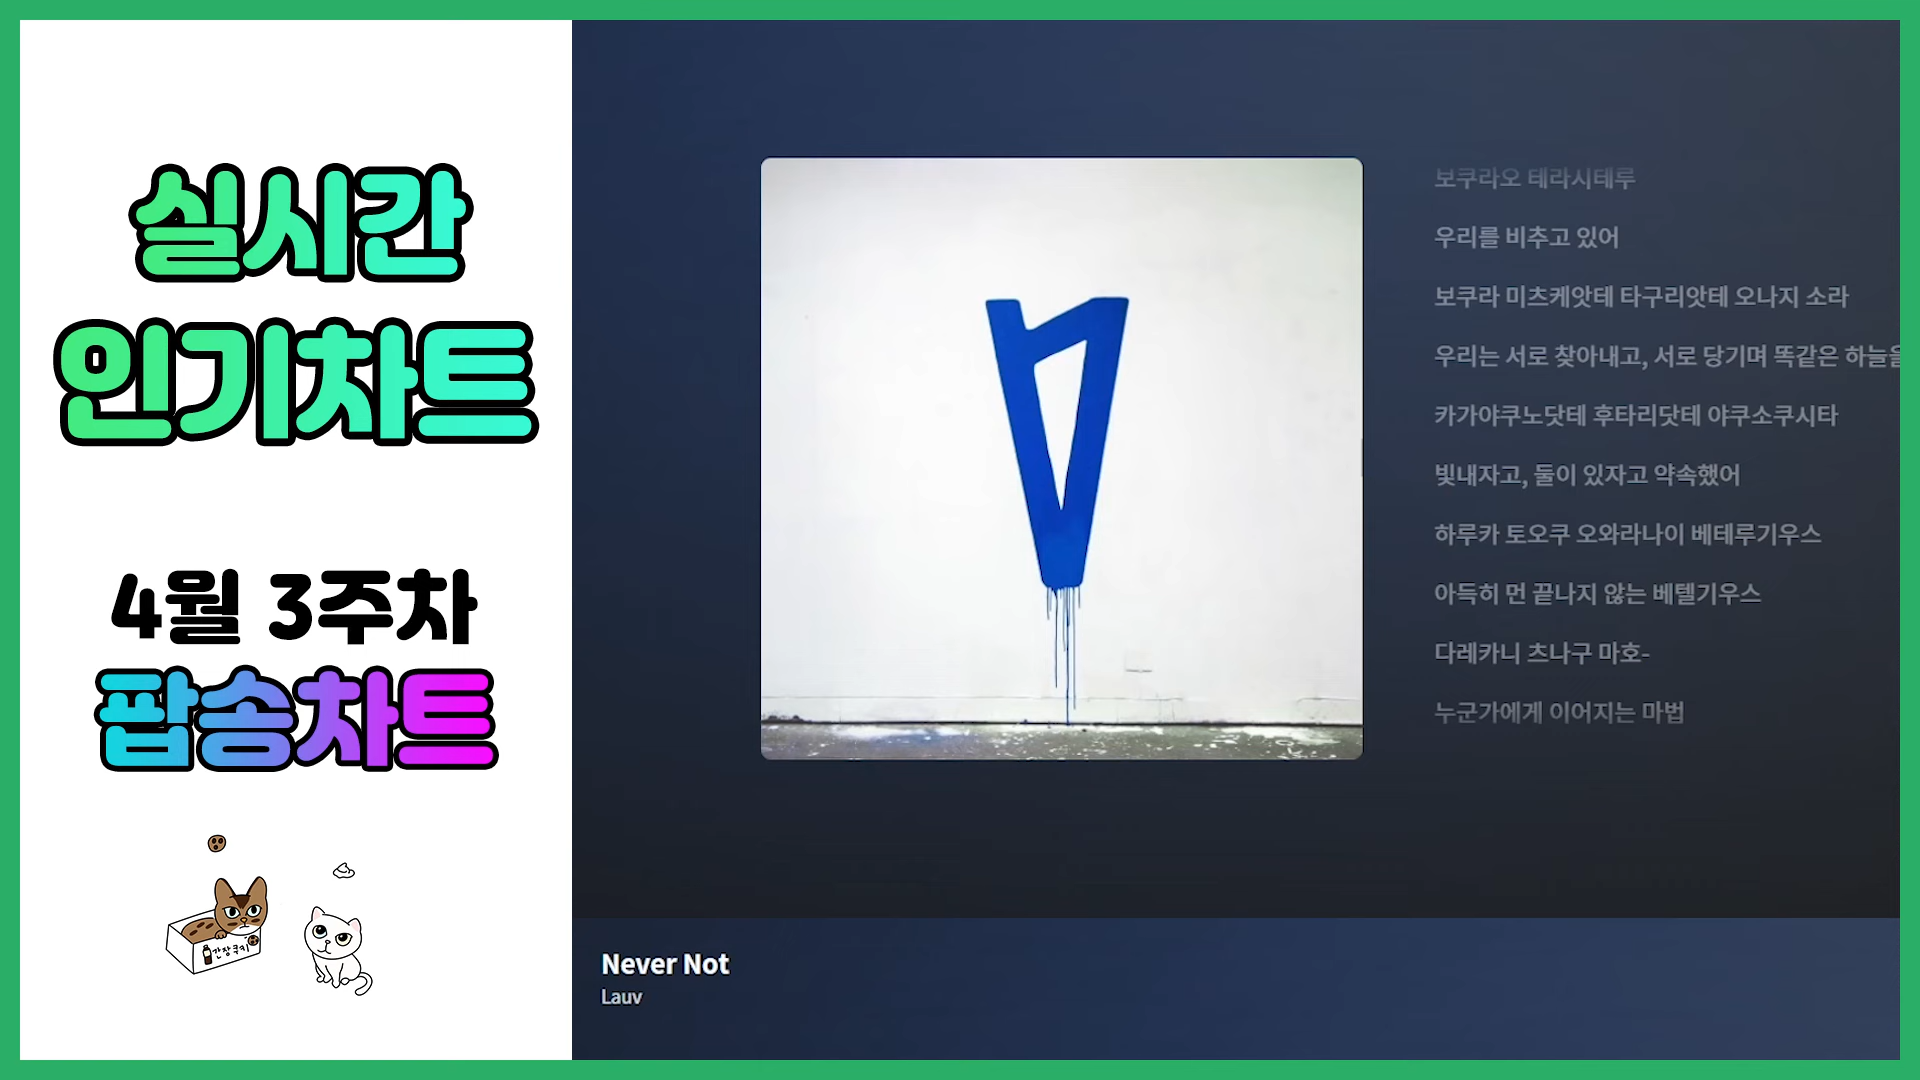 실시간
인기차트
4월 3주차
팝송차트
간장쿡키
보쿠라오 테라시테루
우리를 비추고 있어
보쿠라 미츠케앗테 타구리앗테 오나지 소라
우리는 서로 찾아내고, 서로 당기며 똑같은 하늘을
카가야쿠노닷테 후타리닷테 야쿠소쿠시타
빛내자고, 둘이 있자고 약속했어
하루카 토오쿠 오와라나이 베테루기우스
아득히 먼 끝나지 않는 베텔기우스
다레카니 츠나구 마호-
누군가에게 이어지는 마법
Never Not
Lauv